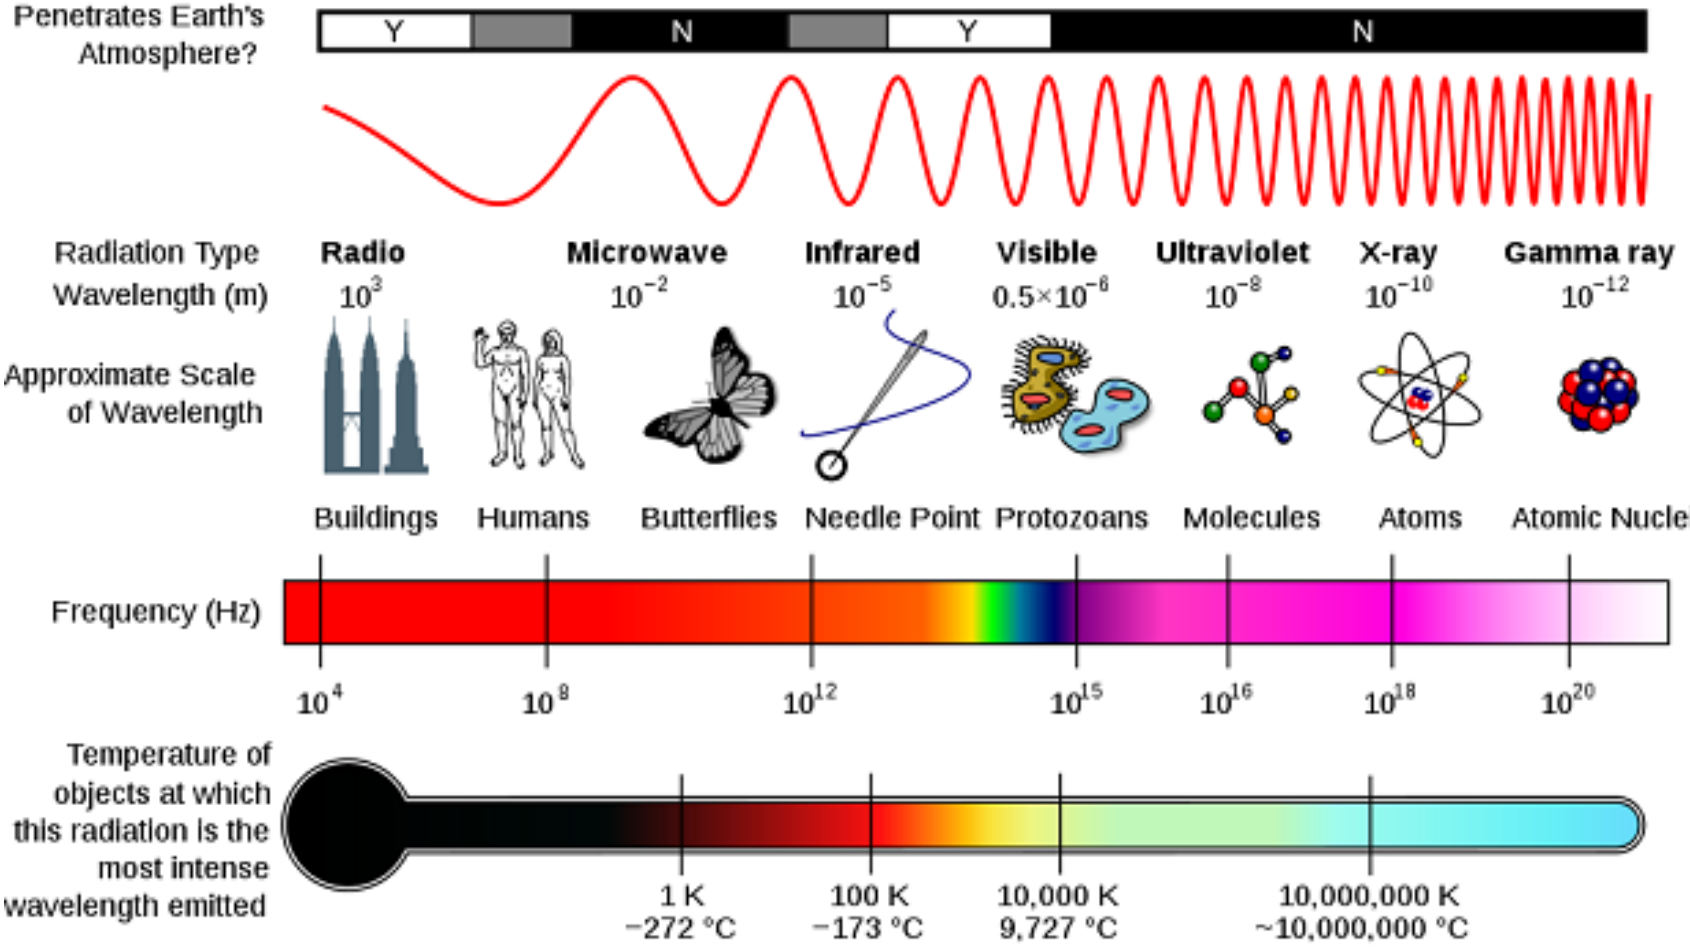 Penetrates Earth's
Atmosphere?
Y N Y N
Radiation Type Radio Microwave Infrared Visible Ultraviolet X-ray Gamma ray
Wavelength (m) 10³ 10⁻² 10⁻⁵ 0.5×10⁻⁶ 10⁻⁸ 10⁻¹⁰ 10⁻¹²
Approximate Scale
of Wavelength
Buildings Humans Butterflies Needle Point Protozoans Molecules Atoms Atomic Nuclei
Frequency (Hz)
10⁴ 10⁸ 10¹² 10¹⁵ 10¹⁶ 10¹⁸ 10²⁰
Temperature of
objects at which
this radiation is the
most intense
wavelength emitted
1 K 100 K 10,000 K 10,000,000 K
−272 °C −173 °C 9,727 °C ~10,000,000 °C